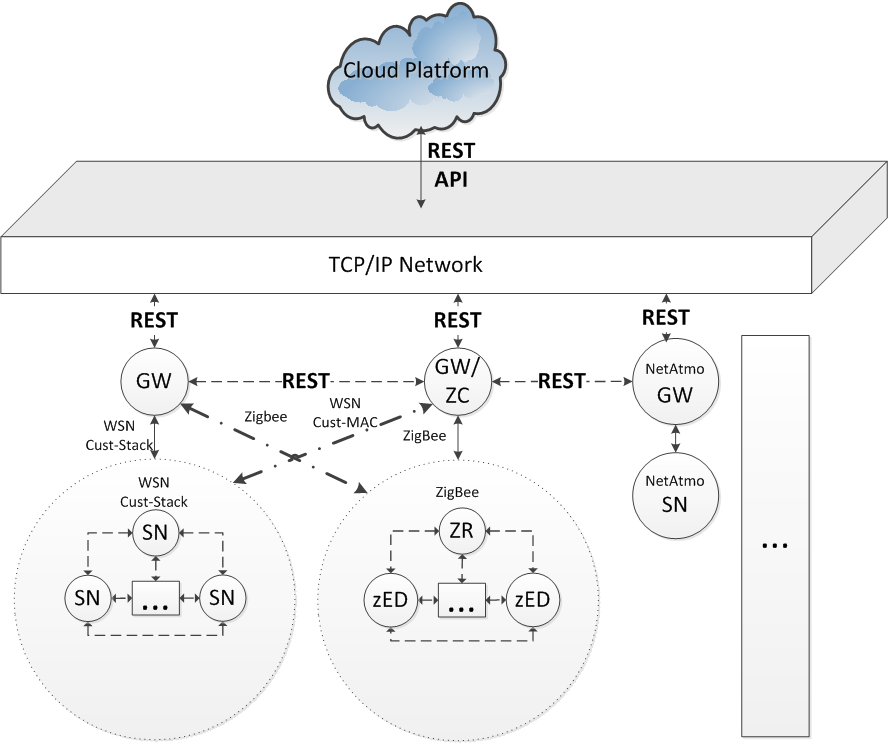 Cloud Platform
REST
API
TCP/IP Network
REST
REST
REST
GW
REST
GW/
ZC
REST
NetAtmo
GW
WSN
Cust-Stack
Zigbee
WSN
Cust-MAC
ZigBee
NetAtmo
SN
WSN
Cust-Stack
SN
SN
...
SN
ZigBee
ZR
zED
...
zED
...